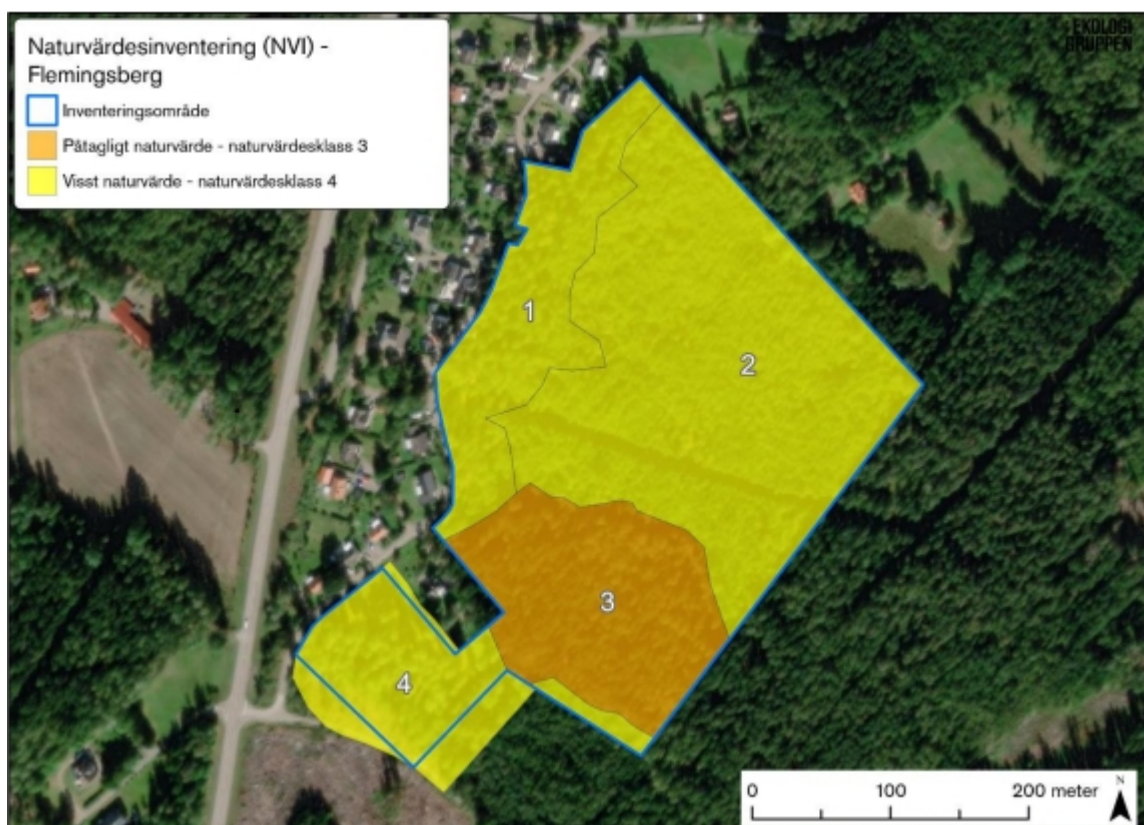 Naturvärdesinventering (NVI) -
Flemingsberg
Inventeringsområde
Påtagligt naturvärde - naturvärdesklass 3
Visst naturvärde - naturvärdesklass 4
EKOLOGI
GRUPPEN
1
2
3
4
0 100 200 meter
N